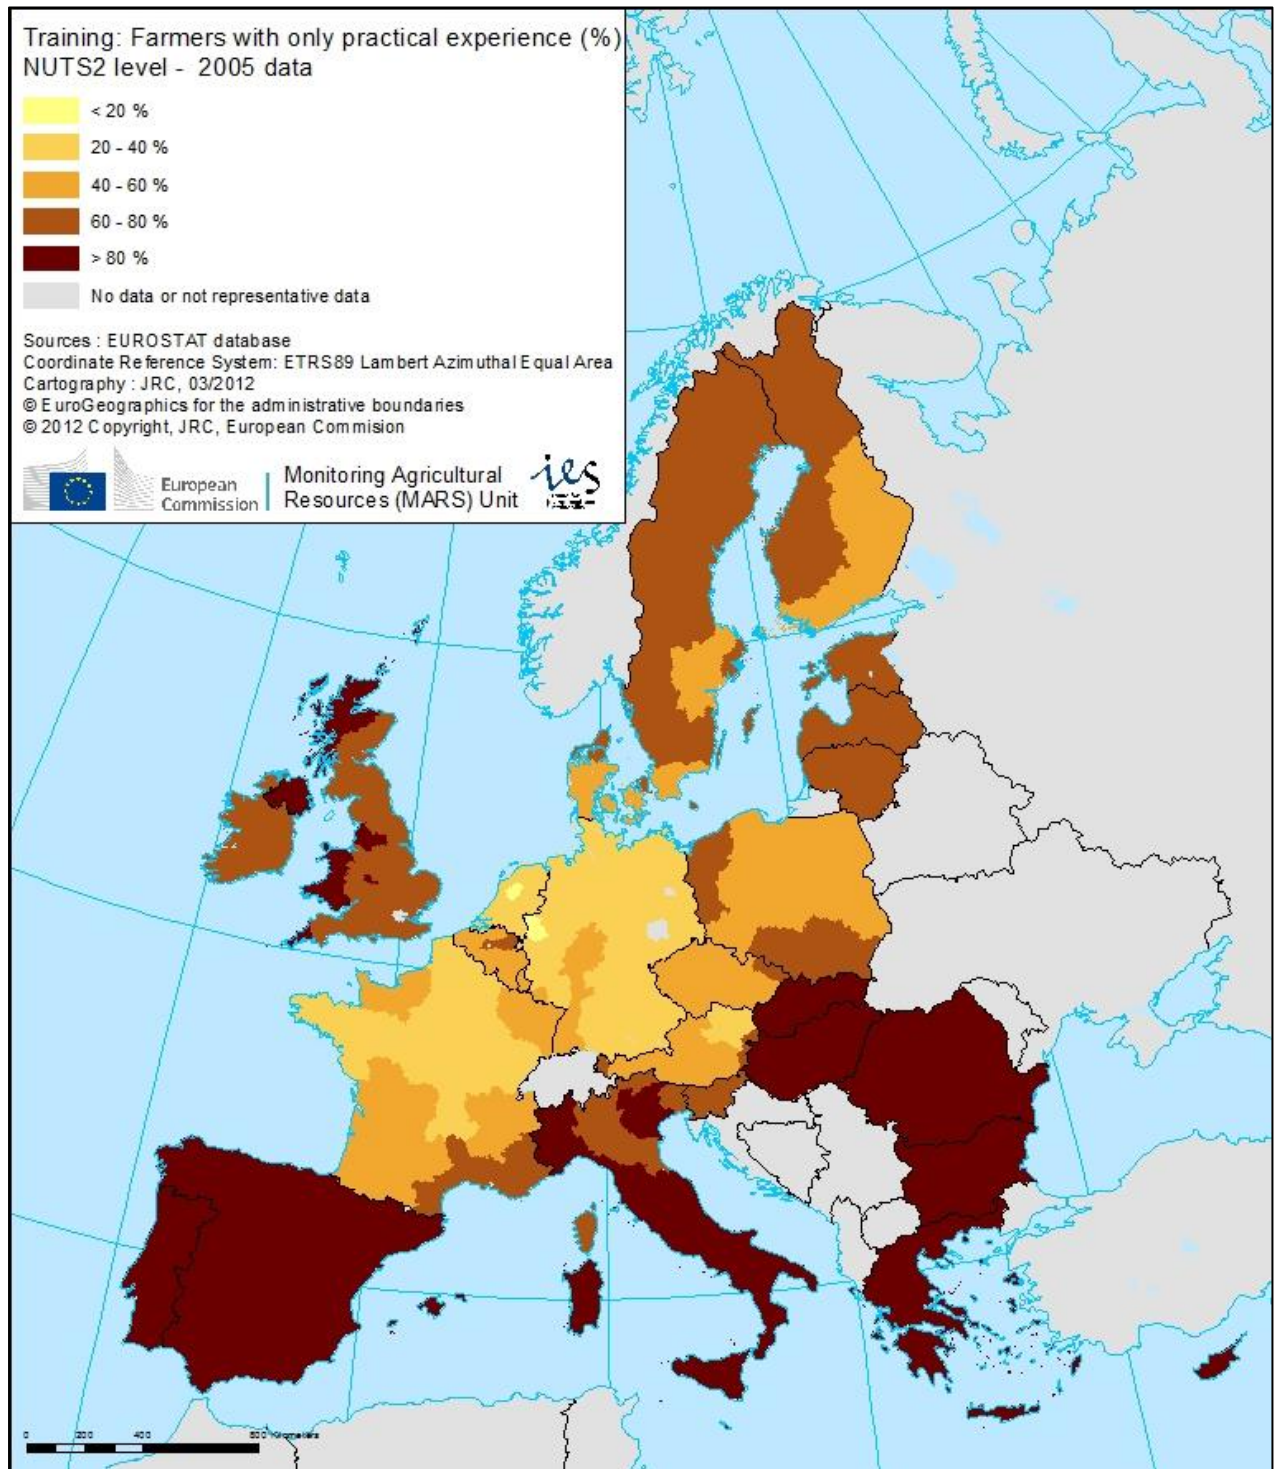 Training: Farmers with only practical experience (%)
NUTS2 level - 2005 data
< 20 %
20 - 40 %
40 - 60 %
60 - 80 %
> 80 %
No data or not representative data
Sources : EUROSTAT database
Coordinate Reference System: ETRS89 Lambert Azimuthal Equal Area
Cartography : JRC, 03/2012
© EuroGeographics for the administrative boundaries
© 2012 Copyright, JRC, European Commision
European
Commission
Monitoring Agricultural
Resources (MARS) Unit
ies
0 200 400 800 Kilometers